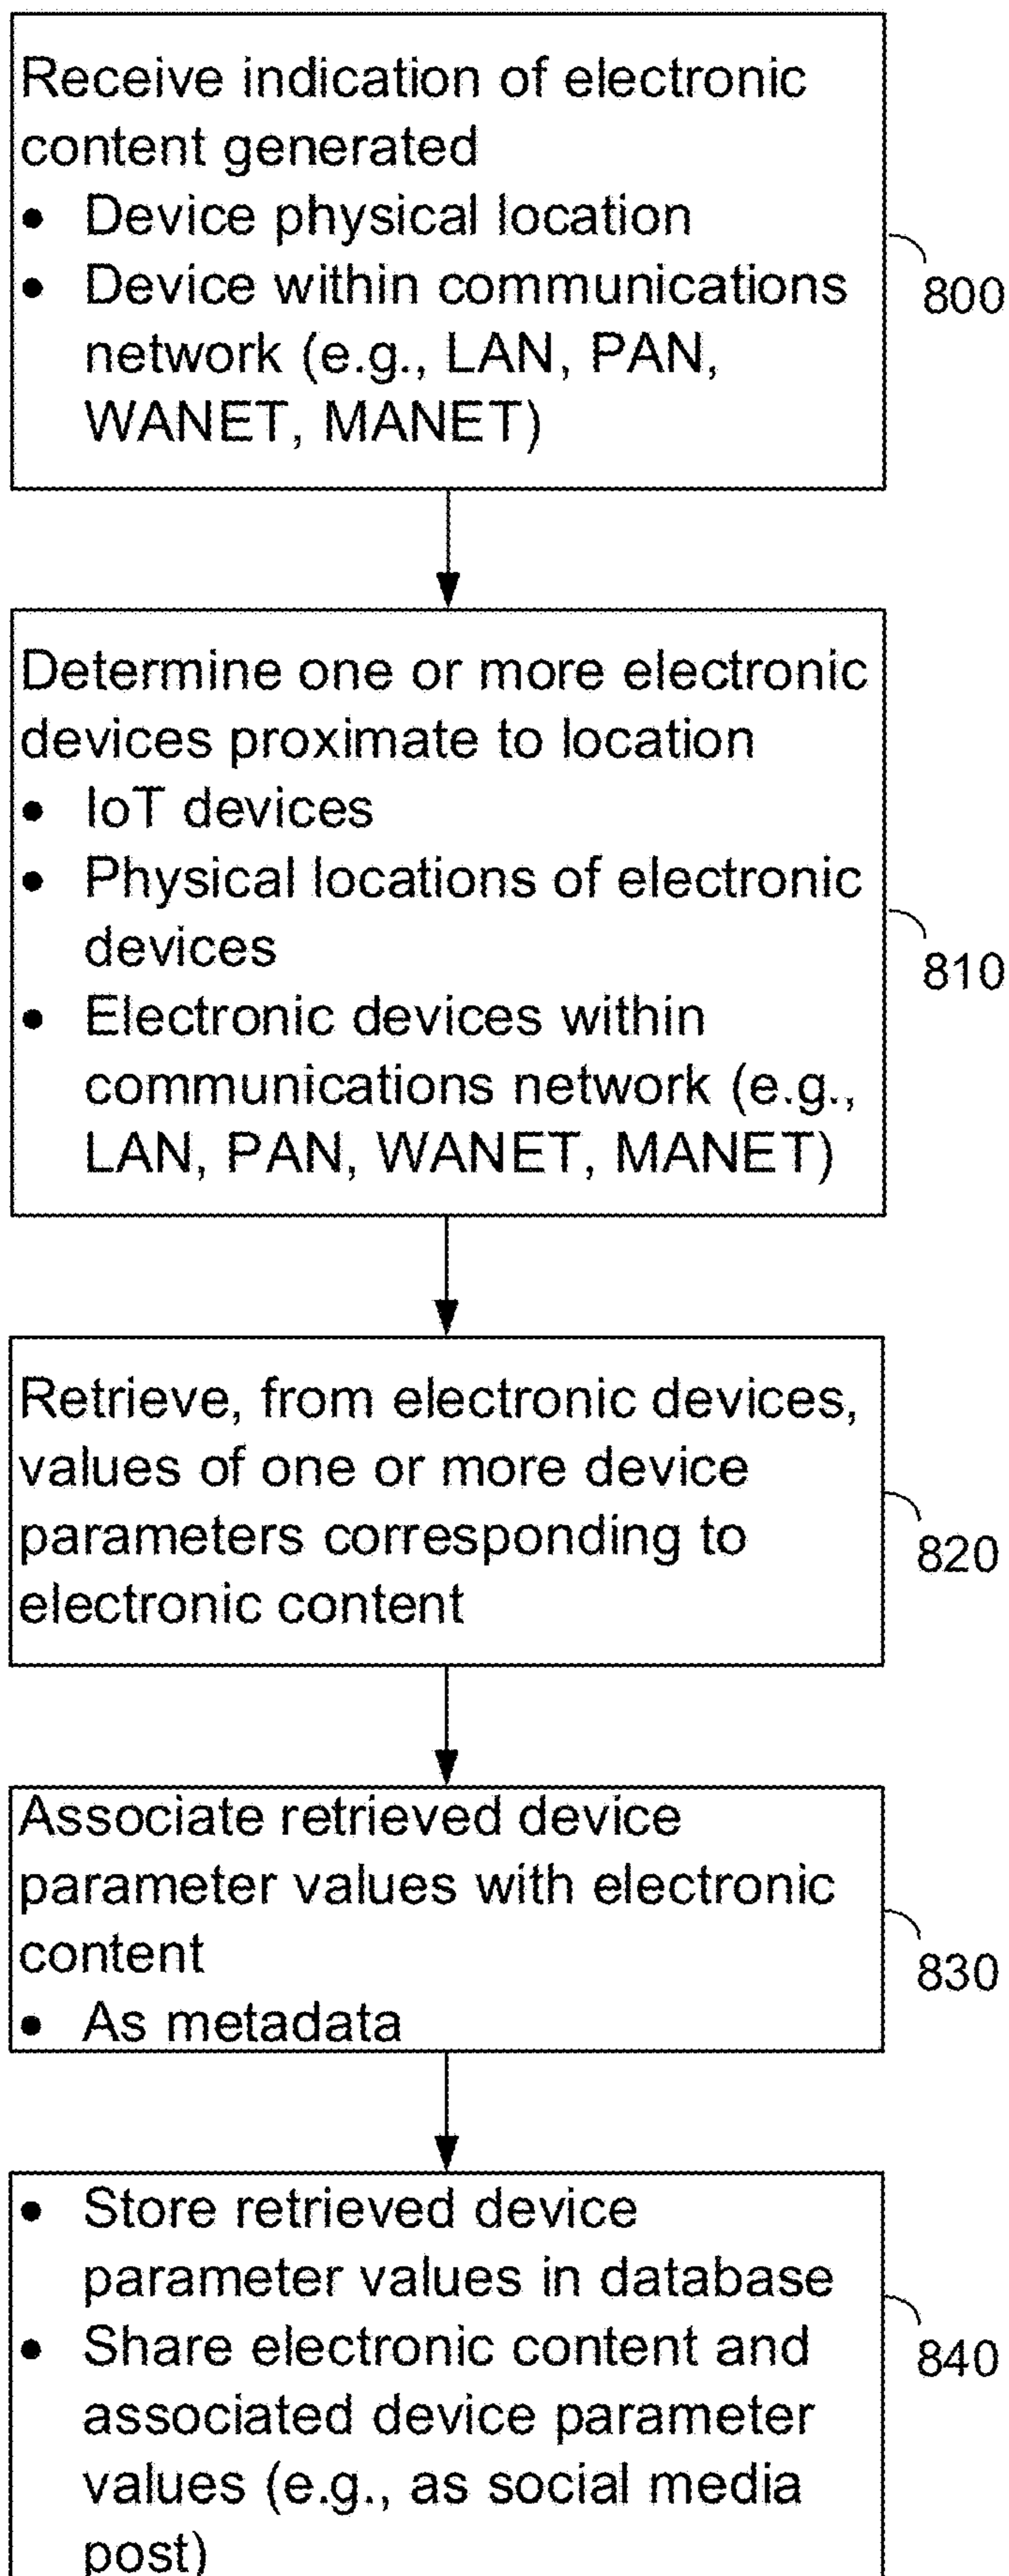 Receive indication of electronic
content generated
• Device physical location
• Device within communications
network (e.g., LAN, PAN,
WANET, MANET)
800
Determine one or more electronic
devices proximate to location
• IoT devices
• Physical locations of electronic
devices
• Electronic devices within
communications network (e.g.,
LAN, PAN, WANET, MANET)
810
Retrieve, from electronic devices,
values of one or more device
parameters corresponding to
electronic content
820
Associate retrieved device
parameter values with electronic
content
• As metadata
830
• Store retrieved device
parameter values in database
• Share electronic content and
associated device parameter
values (e.g., as social media
post)
840